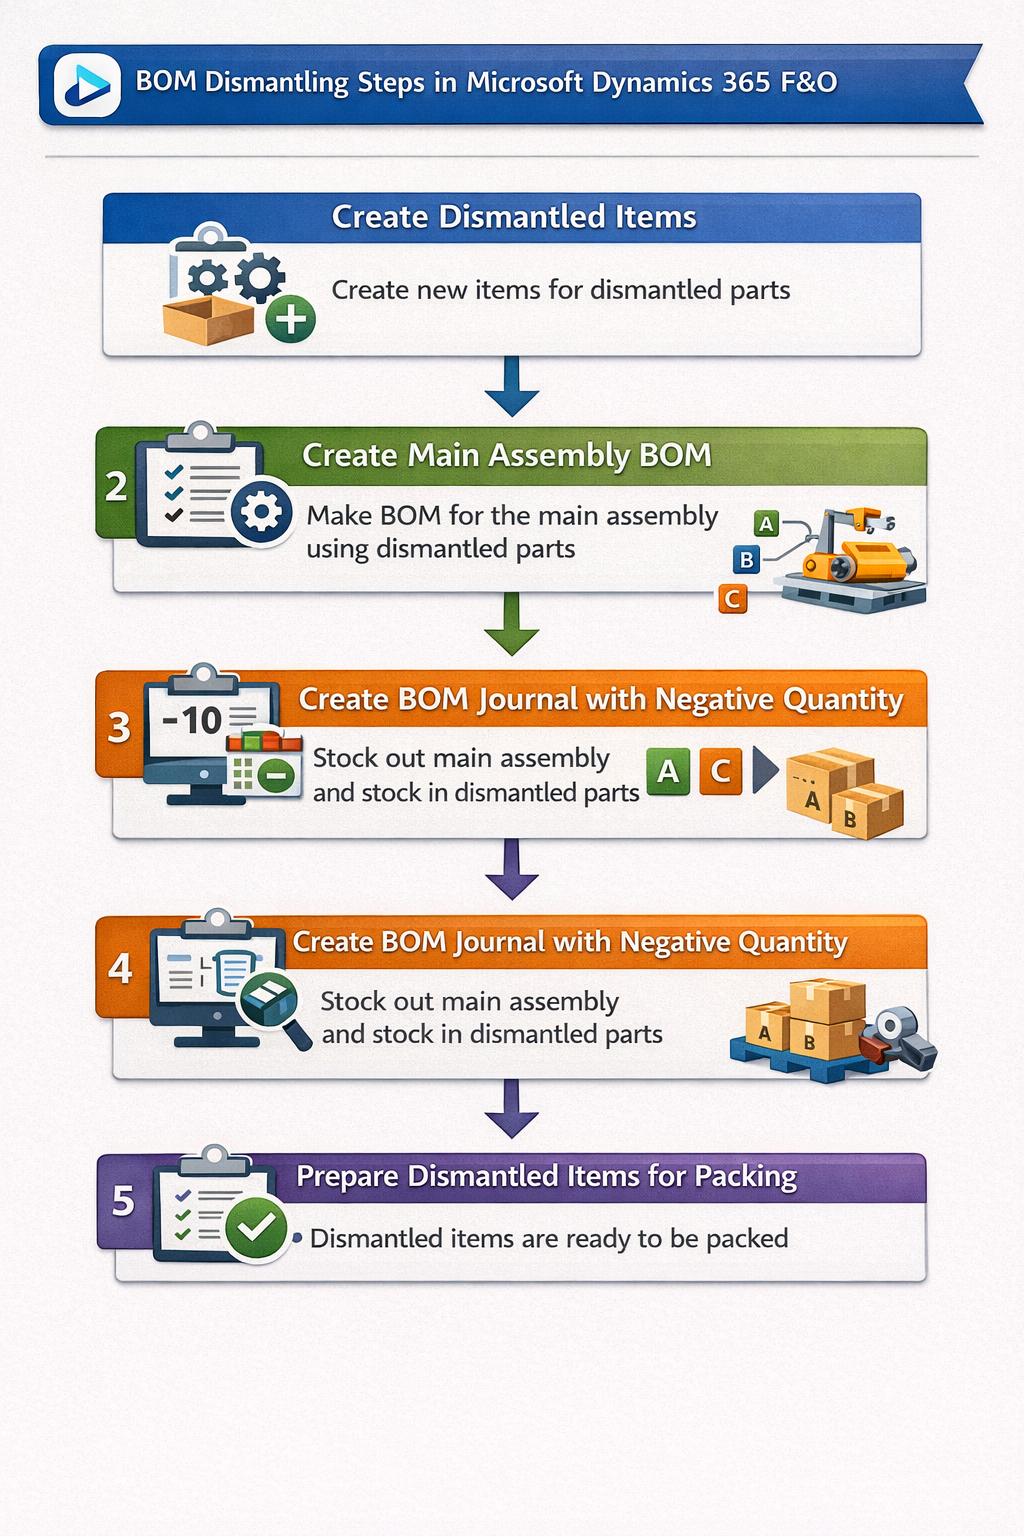 BOM Dismantling Steps in Microsoft Dynamics 365 F&O
Create Dismantled Items
Create new items for dismantled parts
2
Create Main Assembly BOM
Make BOM for the main assembly
using dismantled parts
A
B
C
3
-10
Create BOM Journal with Negative Quantity
Stock out main assembly
and stock in dismantled parts
A C
A
B
4
Create BOM Journal with Negative Quantity
Stock out main assembly
and stock in dismantled parts
A
B
5
Prepare Dismantled Items for Packing
• Dismantled items are ready to be packed